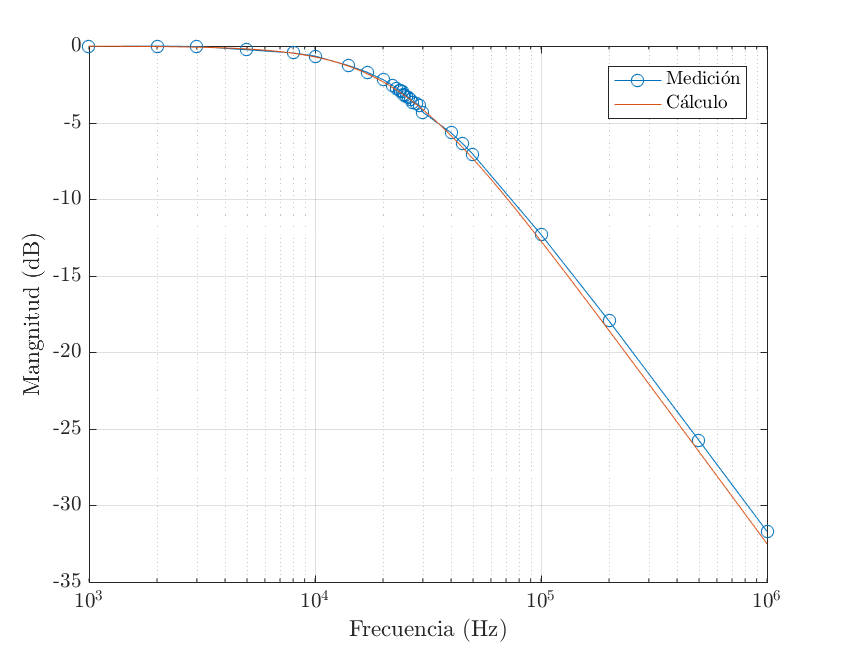 0
-5
-10
-15
-20
-25
-30
-35
Mangnitud (dB)
10³ 10⁴ 10⁵ 10⁶
Frecuencia (Hz)
Medición
Cálculo